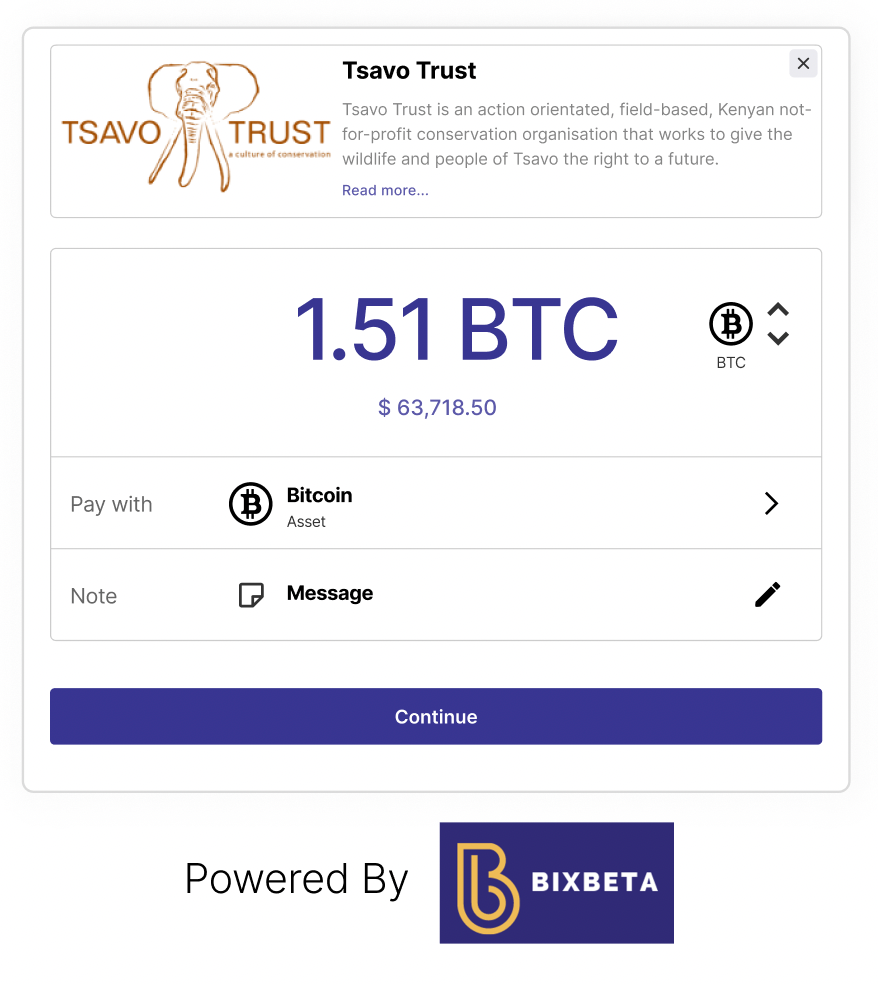 TSAVO TRUST
a culture of conservation
Tsavo Trust
Tsavo Trust is an action orientated, field-based, Kenyan not-
for-profit conservation organisation that works to give the
wildlife and people of Tsavo the right to a future.
Read more...
1.51 BTC
BTC
$ 63,718.50
Pay with
Bitcoin
Asset
Note
Message
Continue
Powered By
BIXBETA